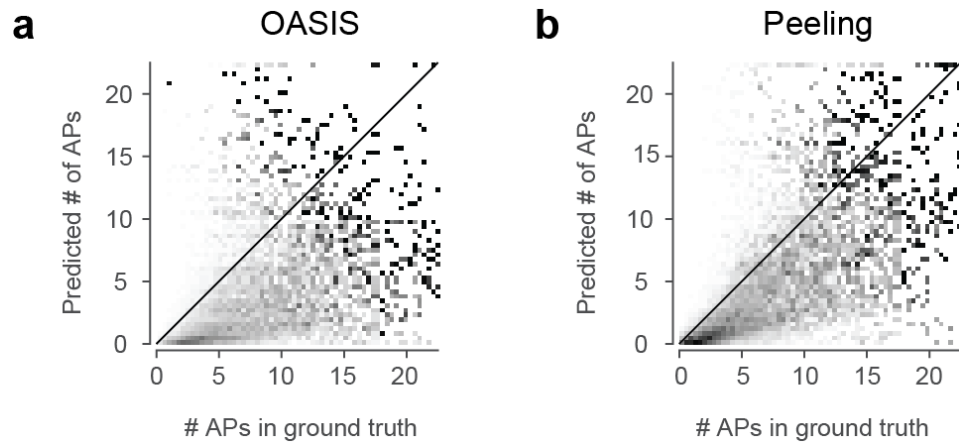 a
OASIS
Predicted # of APs
20
15
10
5
0
0 5 10 15 20
# APs in ground truth
b
Peeling
Predicted # of APs
20
15
10
5
0
0 5 10 15 20
# APs in ground truth